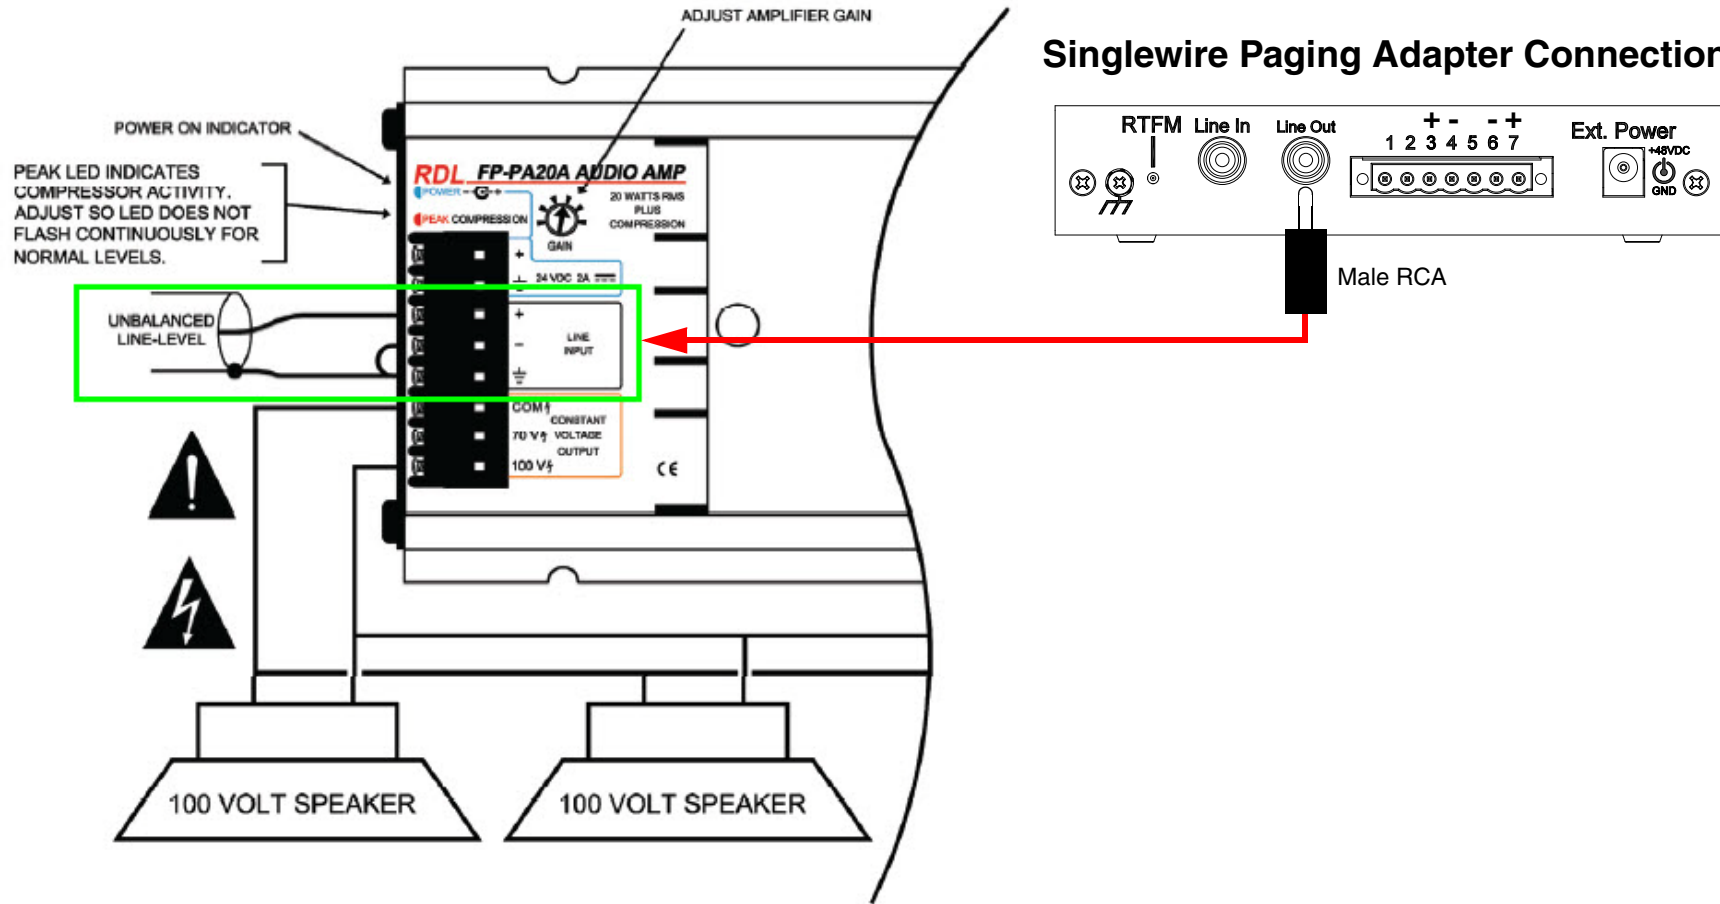 ADJUST AMPLIFIER GAIN
Singlewire Paging Adapter Connection
POWER ON INDICATOR
PEAK LED INDICATES
COMPRESSOR ACTIVITY.
ADJUST SO LED DOES NOT
FLASH CONTINUOUSLY FOR
NORMAL LEVELS.
RDL FP-PA20A AUDIO AMP
POWER - +
PEAK COMPRESSION
GAIN
20 WATTS RMS
PLUS
COMPRESSION
+
24 VDC 2A
UNBALANCED
LINE-LEVEL
+
-
LINE
INPUT
COM
70 V
100 V
CONSTANT
VOLTAGE
OUTPUT
CE
RTFM
Line In
Line Out
+ - - +
1 2 3 4 5 6 7
Ext. Power
+48VDC
GND
Male RCA
100 VOLT SPEAKER
100 VOLT SPEAKER